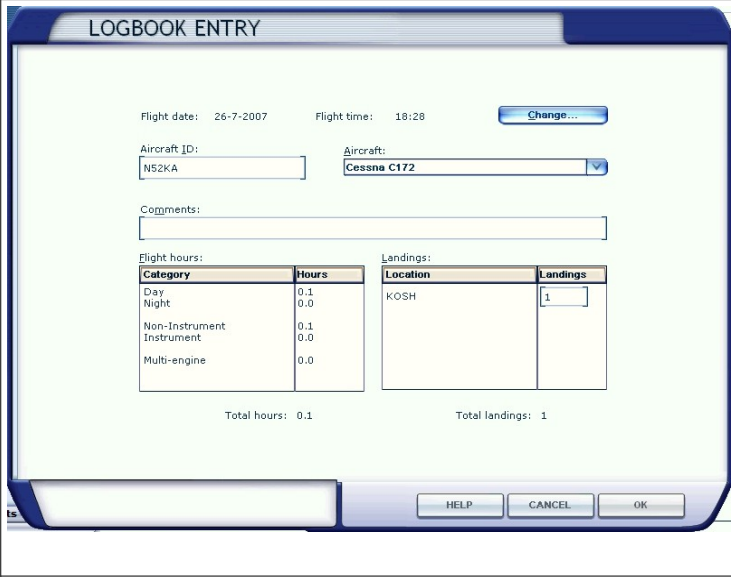 LOGBOOK ENTRY
Flight date: 26-7-2007 Flight time: 18:28 Change...
Aircraft ID: Aircraft:
N52KA Cessna C172
Comments:
Flight hours: Landings:
Category Hours Location Landings
Day 0.1 KOSH 1
Night 0.0
Non-Instrument 0.1
Instrument 0.0
Multi-engine 0.0
Total hours: 0.1 Total landings: 1
HELP CANCEL OK
ts